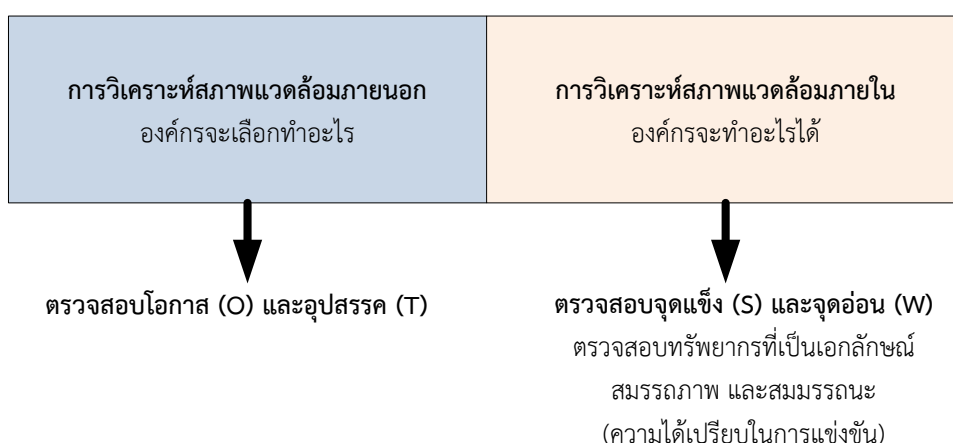 การวิเคราะห์สภาพแวดล้อมภายนอก
องค์กรจะเลือกทำอะไร
การวิเคราะห์สภาพแวดล้อมภายใน
องค์กรจะทำอะไรได้
ตรวจสอบโอกาส (O) และอุปสรรค (T)
ตรวจสอบจุดแข็ง (S) และจุดอ่อน (W)
ตรวจสอบทรัพยากรที่เป็นเอกลักษณ์
สมรรถภาพ และสมมรรถนะ
(ความได้เปรียบในการแข่งขัน)